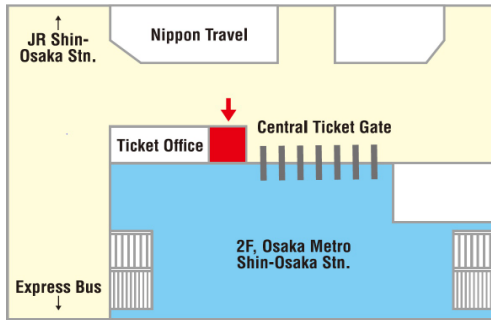 JR Shin-
Osaka Stn.
Nippon Travel
Ticket Office
Central Ticket Gate
2F, Osaka Metro
Shin-Osaka Stn.
Express Bus